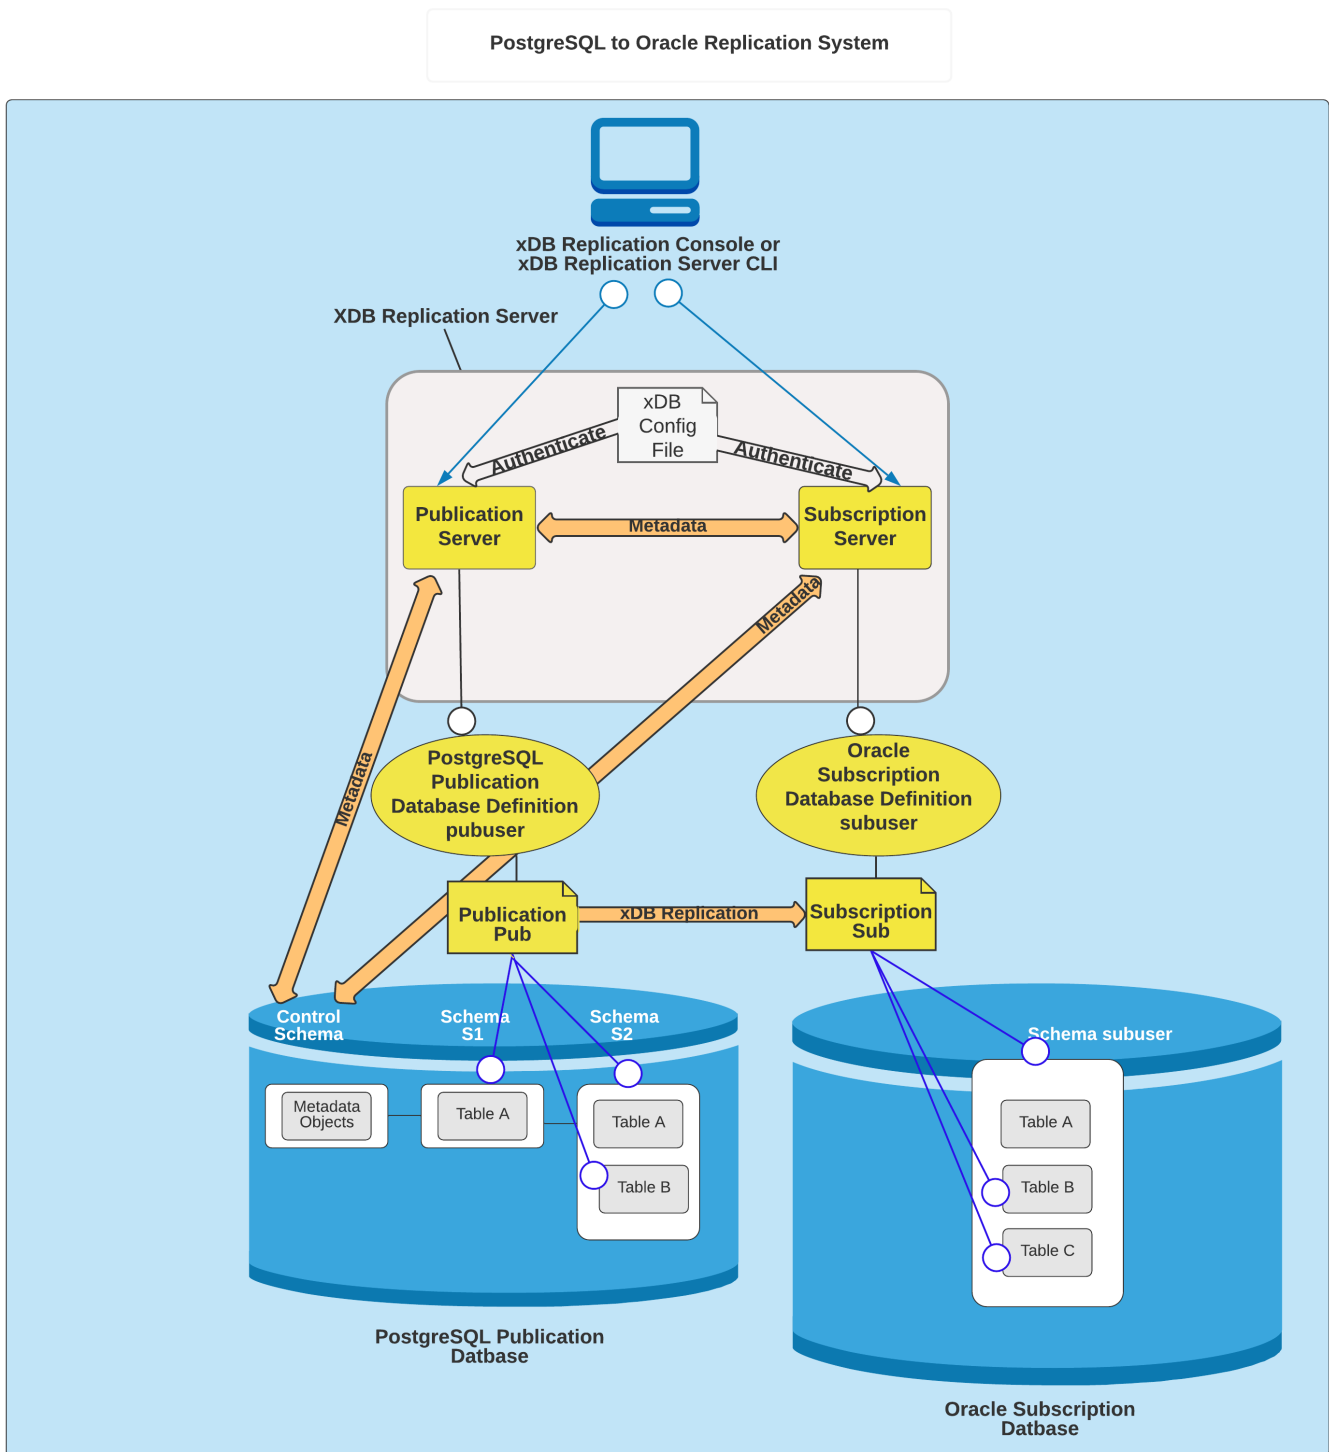 PostgreSQL to Oracle Replication System
xDB Replication Console or
xDB Replication Server CLI
XDB Replication Server
xDB
Config
File
Authenticate
Authenticate
Publication
Server
Metadata
Subscription
Server
Metadata
Metadata
PostgreSQL
Publication
Database Definition
pubuser
Oracle
Subscription
Database Definition
subuser
Publication
Pub
xDB Replication
Subscription
Sub
Control
Schema
Schema
S1
Schema
S2
Schema subuser
Metadata
Objects
Table A
Table A
Table B
Table A
Table B
Table C
PostgreSQL Publication
Datbase
Oracle Subscription
Datbase